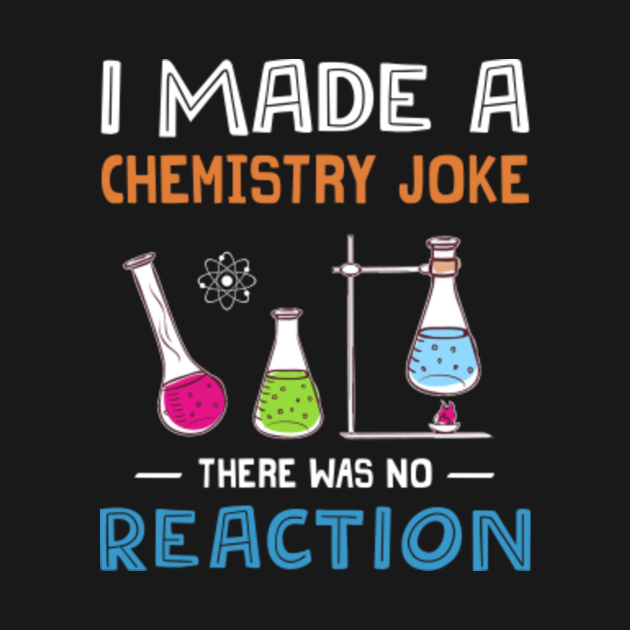 I MADE A
CHEMISTRY JOKE
THERE WAS NO
REACTION